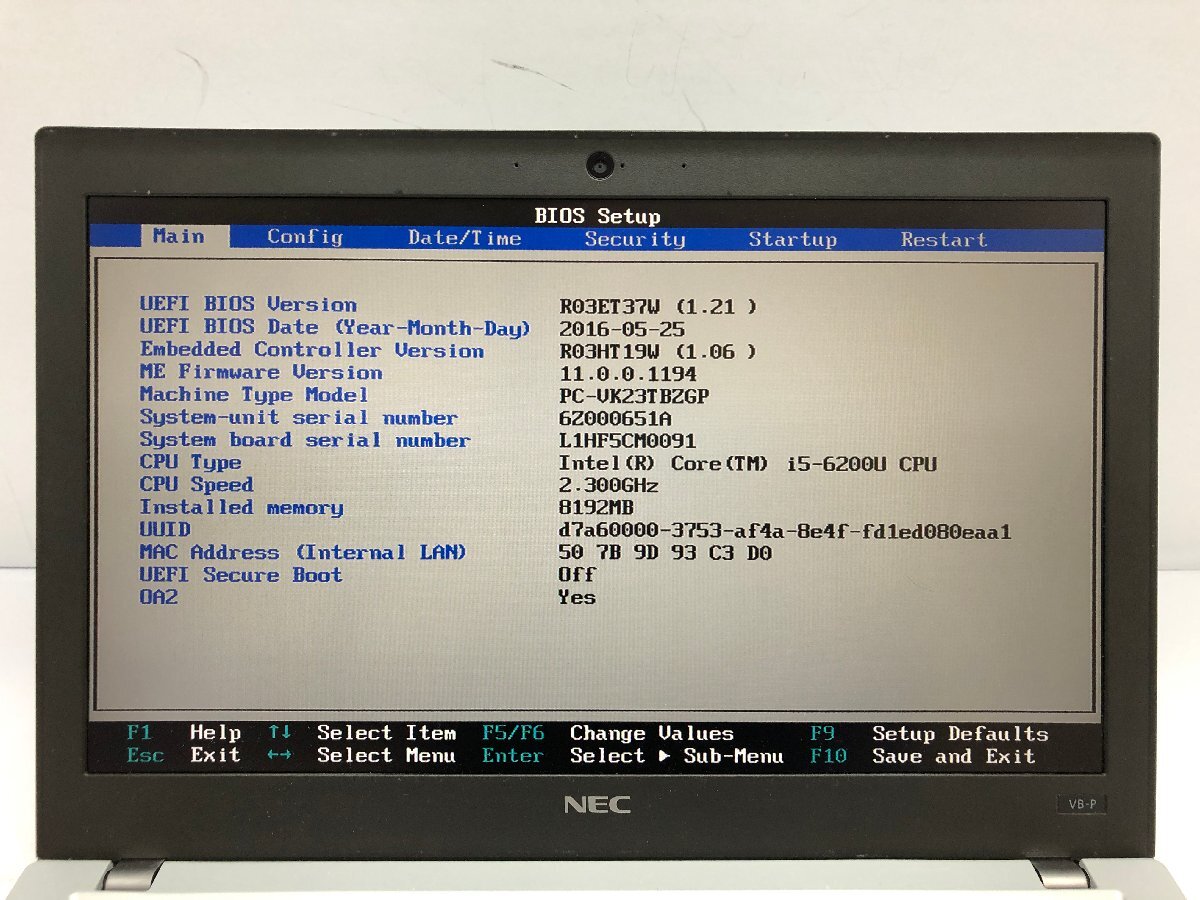 BIOS Setup
Main Config Date/Time Security Startup Restart
UEFI BIOS Version R03ET37W (1.21 )
UEFI BIOS Date (Year-Month-Day) 2016-05-25
Embedded Controller Version R03HT19W (1.06 )
ME Firmware Version 11.0.0.1194
Machine Type Model PC-VK23TBZGP
System-unit serial number 6Z000651A
System board serial number L1HF5CM0091
CPU Type Intel(R) Core(TM) i5-6200U CPU
CPU Speed 2.300GHz
Installed memory 8192MB
UUID d7a60000-3753-af4a-8e4f-fd1ed080eaa1
MAC Address (Internal LAN) 50 7B 9D 93 C3 D0
UEFI Secure Boot Off
OA2 Yes
F1 Help ↑↓ Select Item F5/F6 Change Values F9 Setup Defaults
Esc Exit ←→ Select Menu Enter Select ▶ Sub-Menu F10 Save and Exit
NEC
VB-P